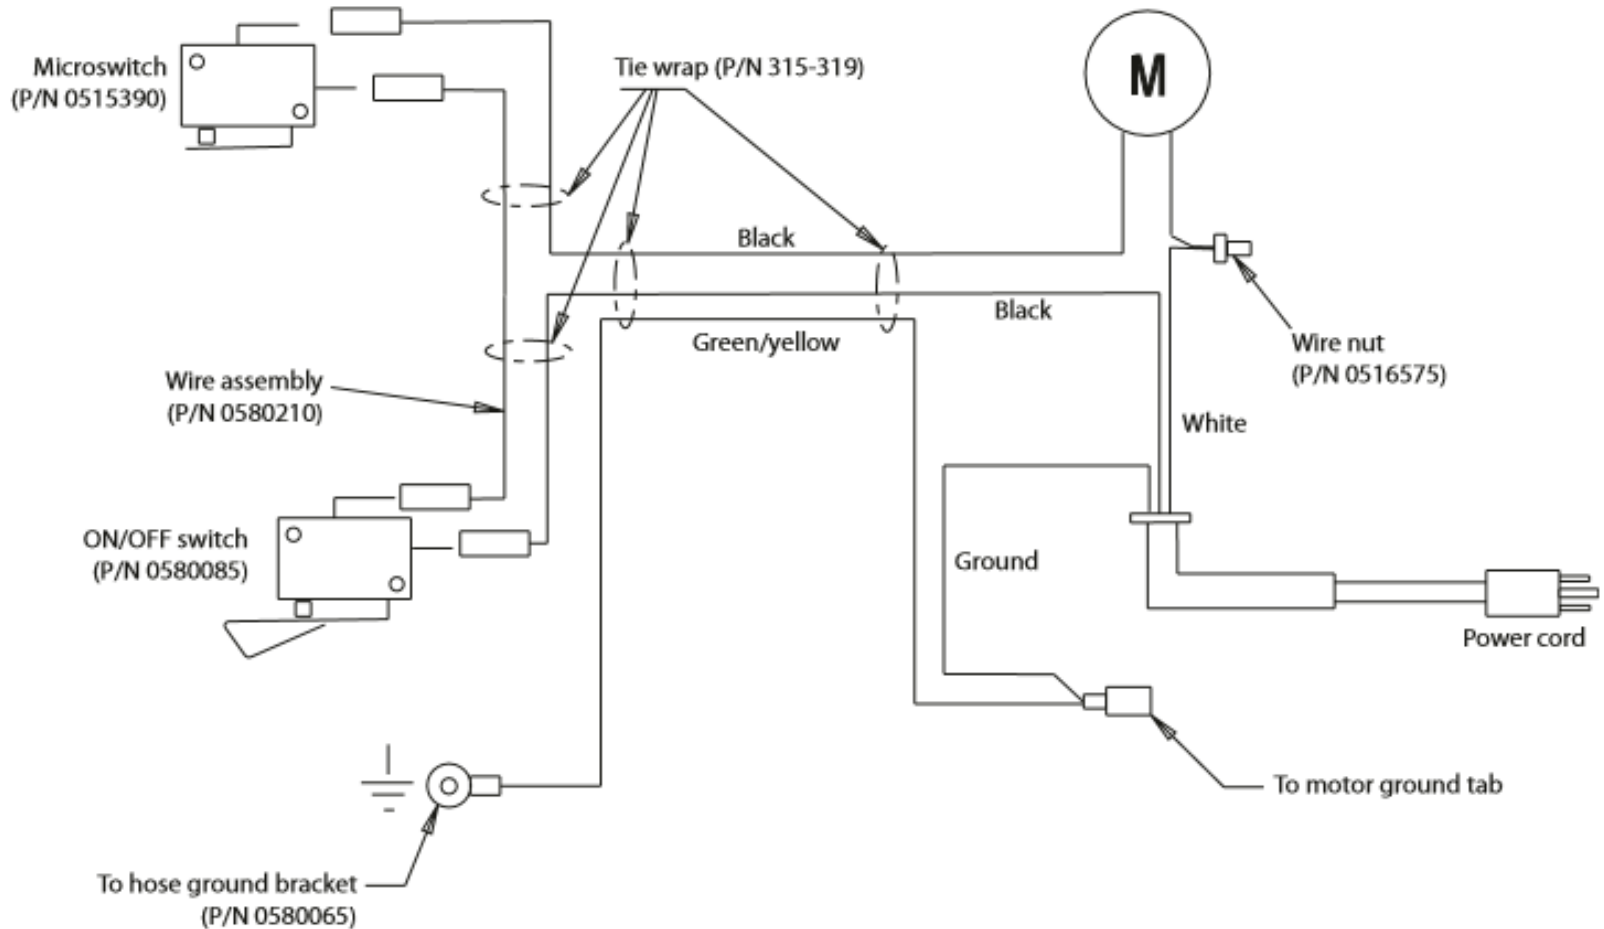 Microswitch
(P/N 0515390)
Tie wrap (P/N 315-319)
M
Black
Black
Green/yellow
Wire nut
(P/N 0516575)
Wire assembly
(P/N 0580210)
White
ON/OFF switch
(P/N 0580085)
Ground
Power cord
To motor ground tab
To hose ground bracket
(P/N 0580065)